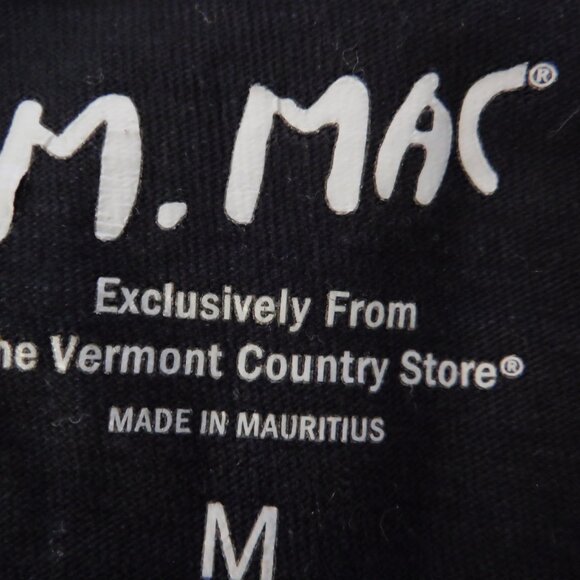 M. MAC®
Exclusively From
he Vermont Country Store®
MADE IN MAURITIUS
M